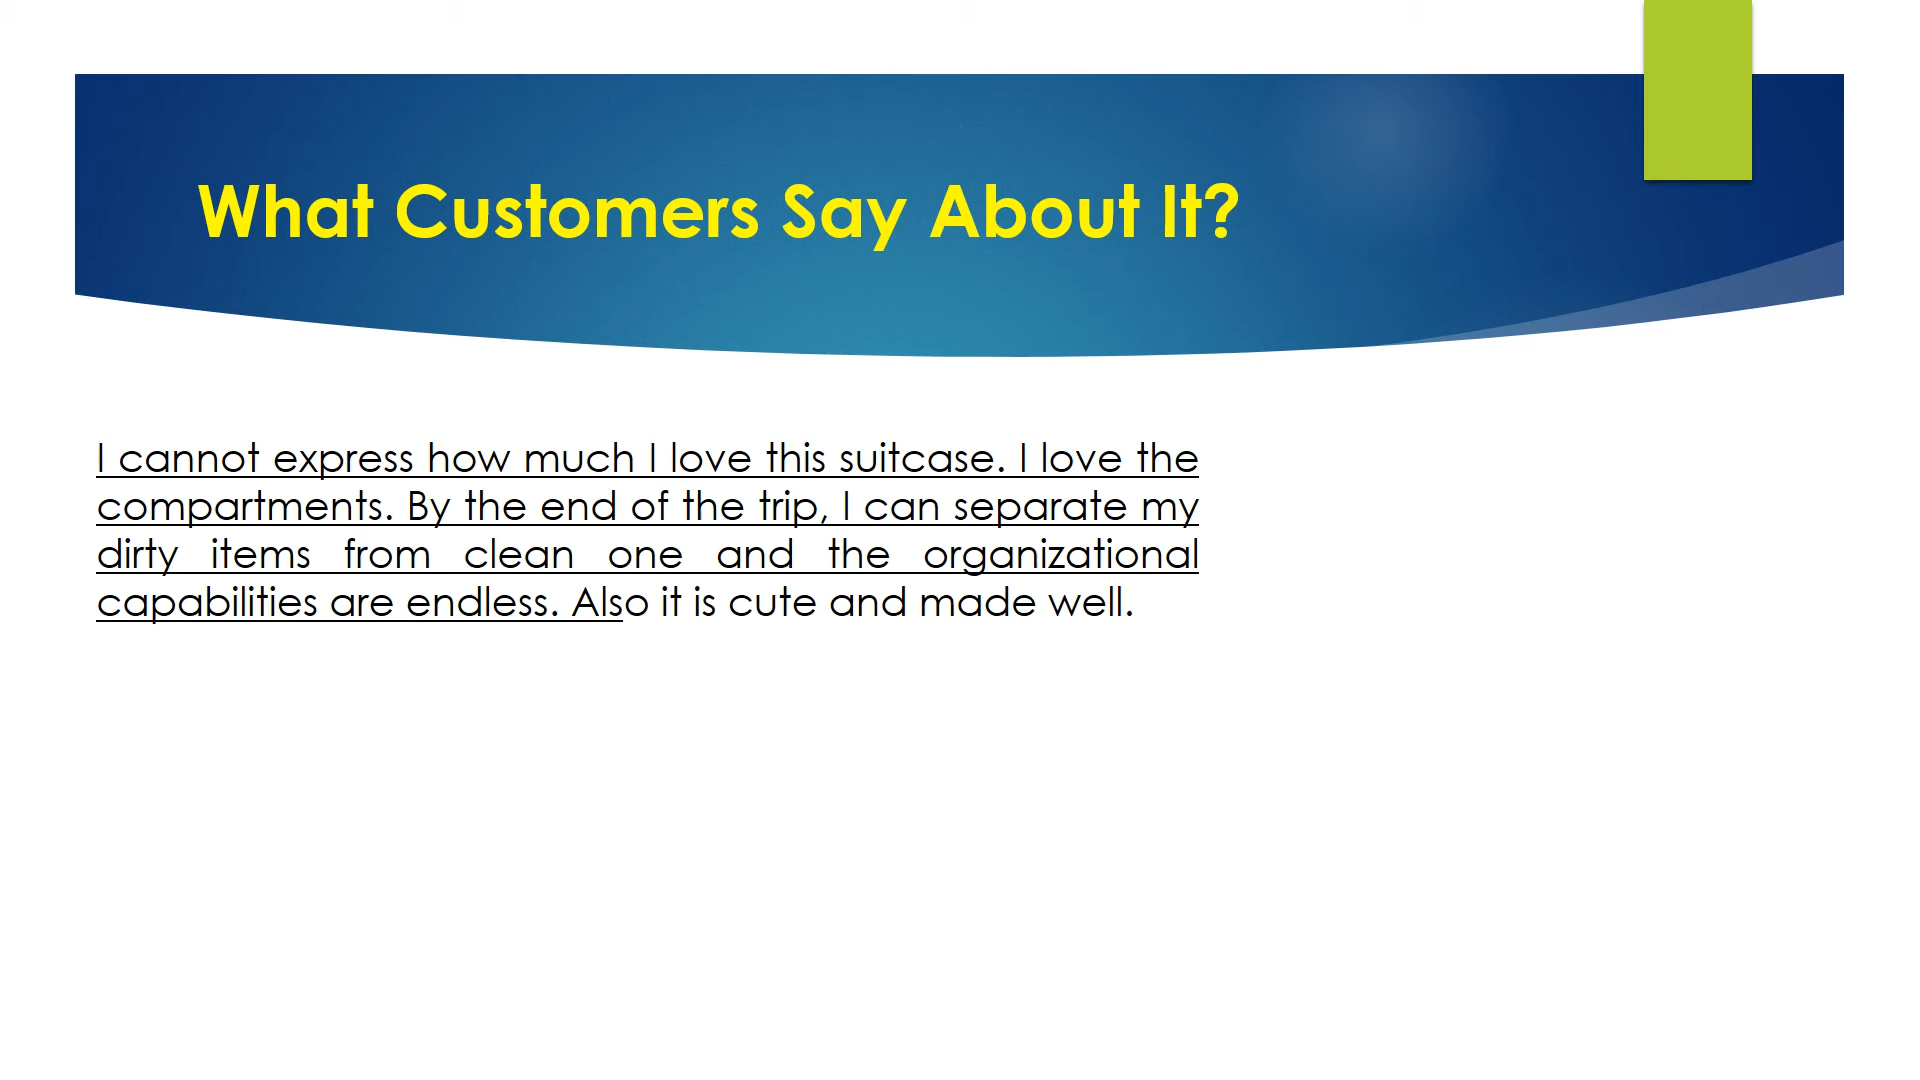 What Customers Say About It?
I cannot express how much I love this suitcase. I love the
compartments. By the end of the trip, I can separate my
dirty items from clean one and the organizational
capabilities are endless. Also it is cute and made well.